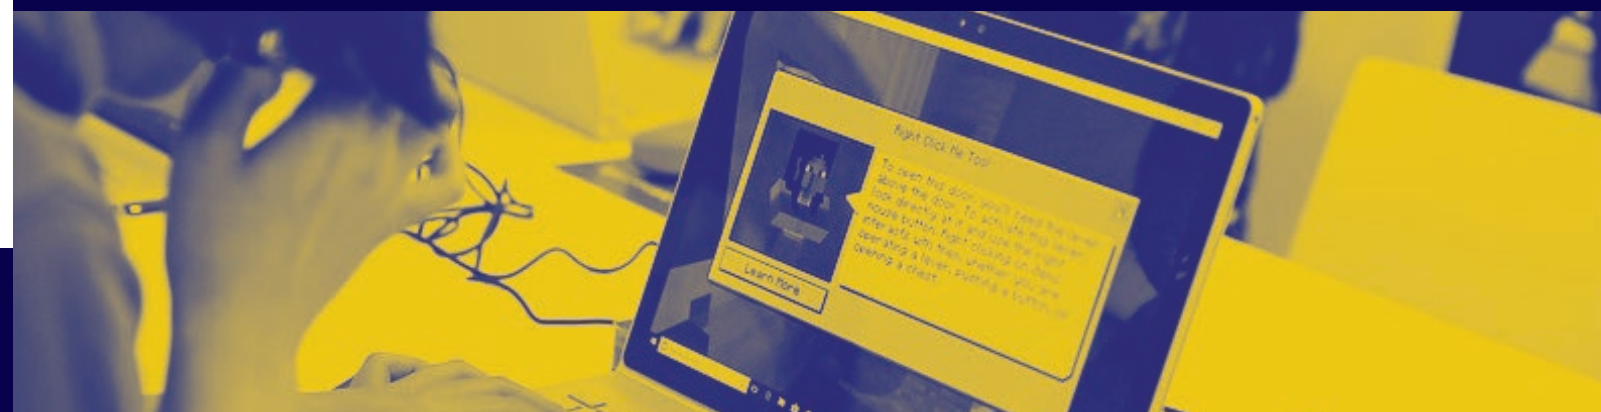 Right Click Me Too!
To open this door, you'll need the lever
above the door. To activate this lever,
look directly at it and use the right
mouse button. Right clicking on items
interacts with them, whether you are
operating a lever, pushing a button, or
opening a chest.
Learn More